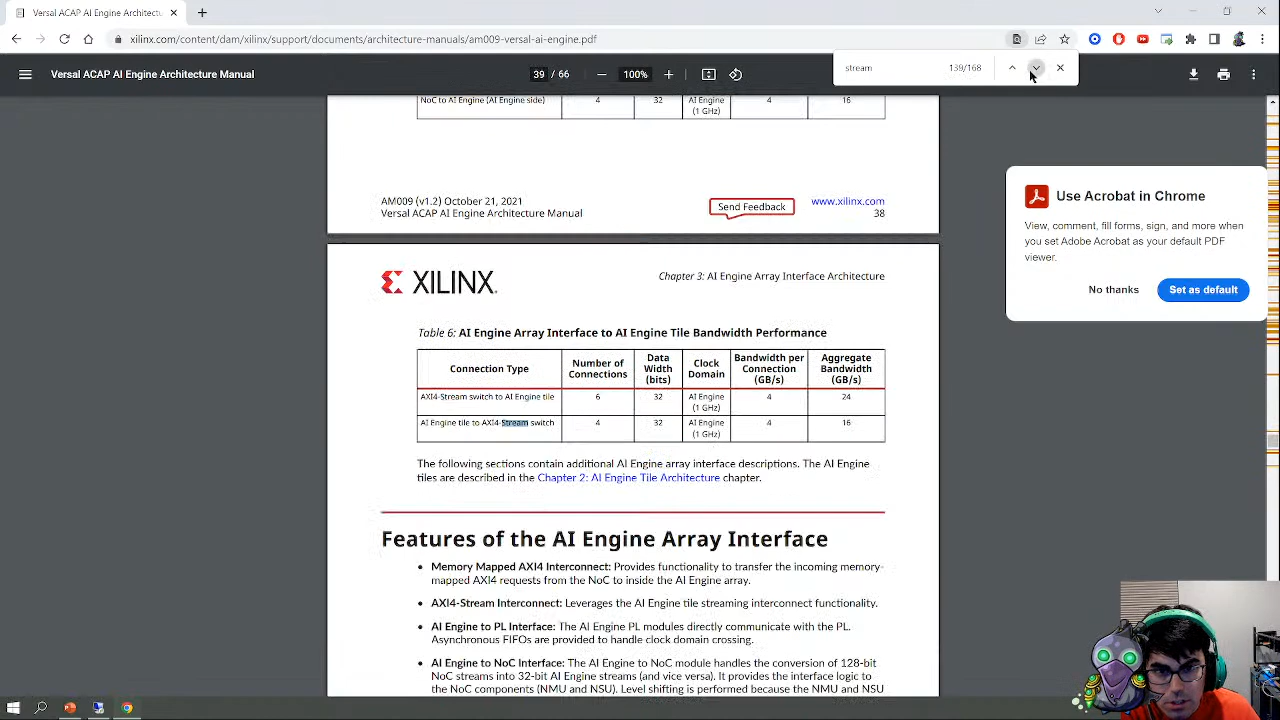 Versal ACAP AI Engine Architectu
xilinx.com/content/dam/xilinx/support/documents/architecture-manuals/am009-versal-ai-engine.pdf
Versal ACAP AI Engine Architecture Manual
39 / 66
100%
stream
139/168
NoC to AI Engine (AI Engine side) 4 32 AI Engine (1 GHz) 4 16
AM009 (v1.2) October 21, 2021
Versal ACAP AI Engine Architecture Manual
Send Feedback
www.xilinx.com
38
XILINX
Chapter 3: AI Engine Array Interface Architecture
Table 6: AI Engine Array Interface to AI Engine Tile Bandwidth Performance
Connection Type Number of Connections Data Width (bits) Clock Domain Bandwidth per Connection (GB/s) Aggregate Bandwidth (GB/s)
AXI4-Stream switch to AI Engine tile 6 32 AI Engine (1 GHz) 4 24
AI Engine tile to AXI4-Stream switch 4 32 AI Engine (1 GHz) 4 16
The following sections contain additional AI Engine array interface descriptions. The AI Engine
tiles are described in the Chapter 2: AI Engine Tile Architecture chapter.
Features of the AI Engine Array Interface
• Memory Mapped AXI4 Interconnect: Provides functionality to transfer the incoming memory-
mapped AXI4 requests from the NoC to inside the AI Engine array.
• AXI4-Stream Interconnect: Leverages the AI Engine tile streaming interconnect functionality.
• AI Engine to PL Interface: The AI Engine PL modules directly communicate with the PL.
Asynchronous FIFOs are provided to handle clock domain crossing.
• AI Engine to NoC Interface: The AI Engine to NoC module handles the conversion of 128-bit
NoC streams into 32-bit AI Engine streams (and vice versa). It provides the interface logic to
the NoC components (NMU and NSU). Level shifting is performed because the NMU and NSU
Use Acrobat in Chrome
View, comment, fill forms, sign, and more when
you set Adobe Acrobat as your default PDF
viewer.
No thanks
Set as default